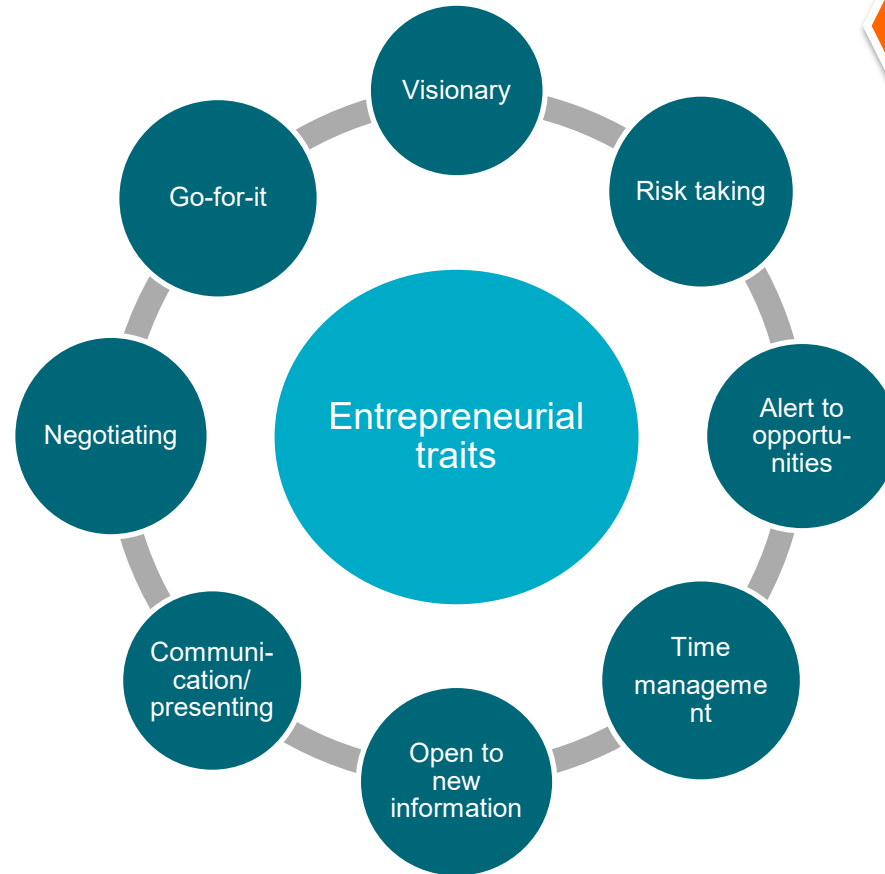 Visionary
Risk taking
Alert to
opportu-
nities
Time
manageme
nt
Open to
new
information
Communi-
cation/
presenting
Negotiating
Go-for-it
Entrepreneurial
traits